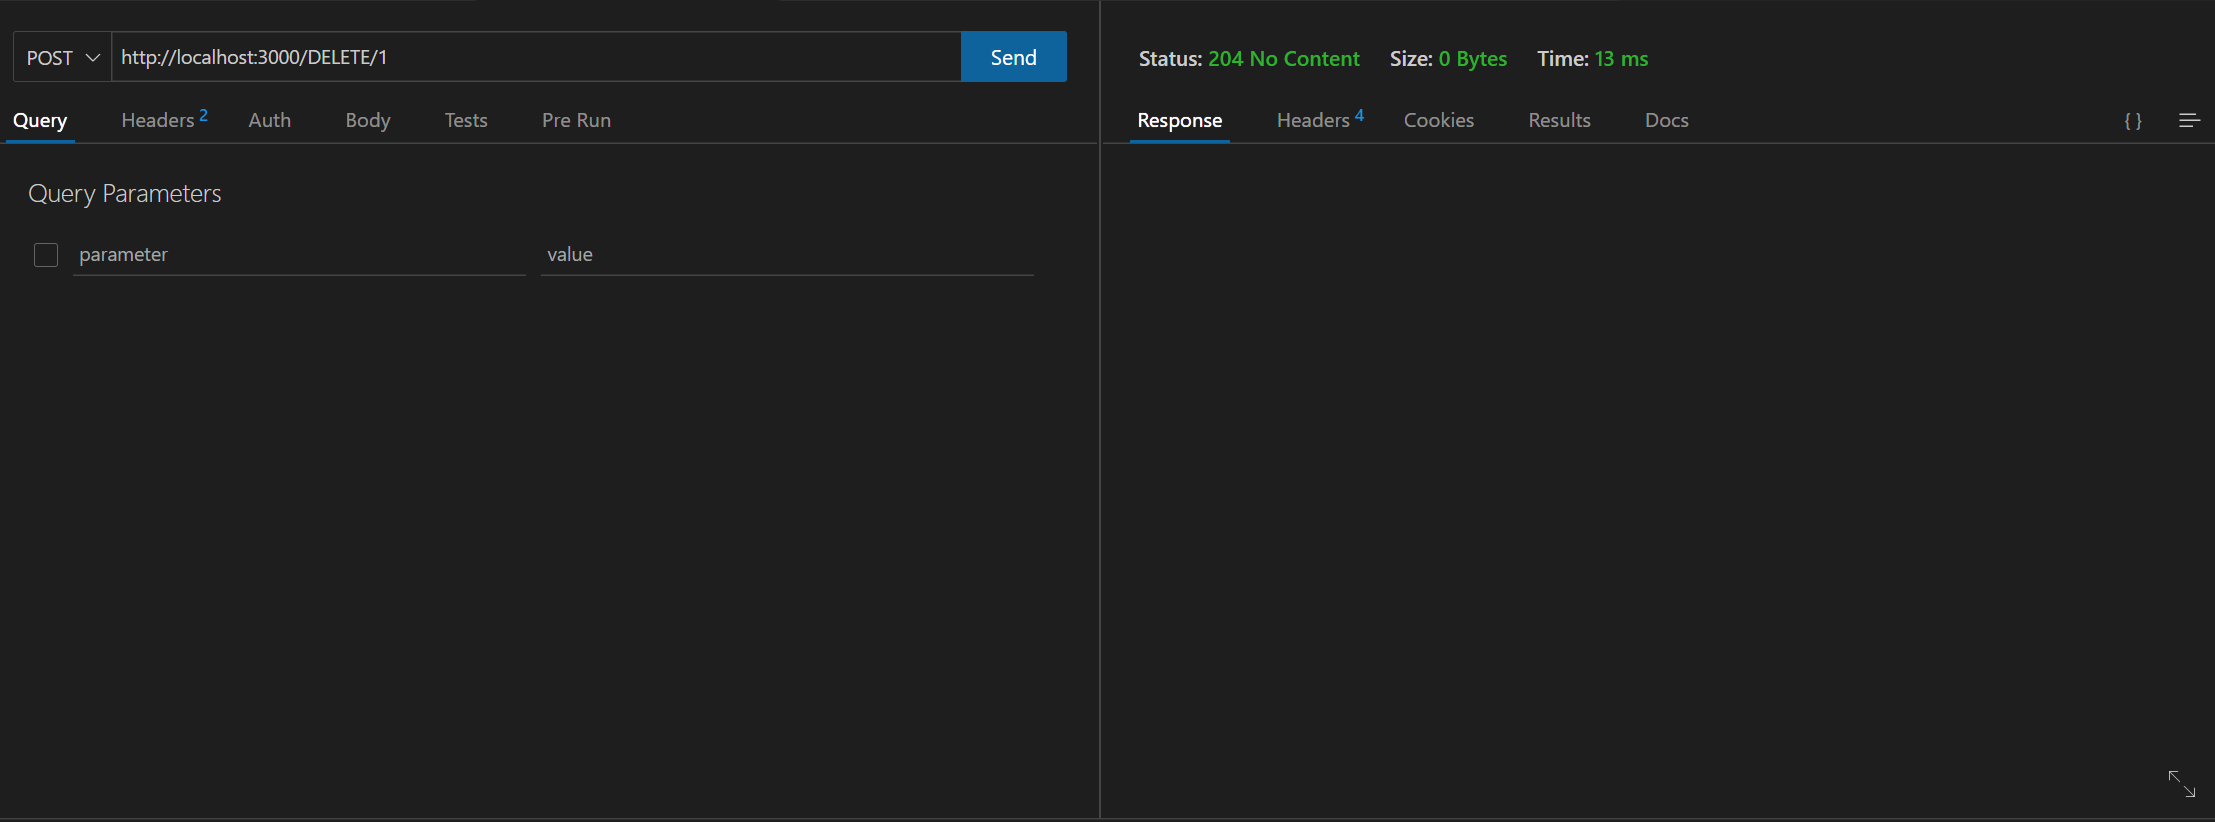 POST http://localhost:3000/DELETE/1 Send
Query Headers 2 Auth Body Tests Pre Run
Query Parameters
parameter value
Status: 204 No Content Size: 0 Bytes Time: 13 ms
Response Headers 4 Cookies Results Docs { }